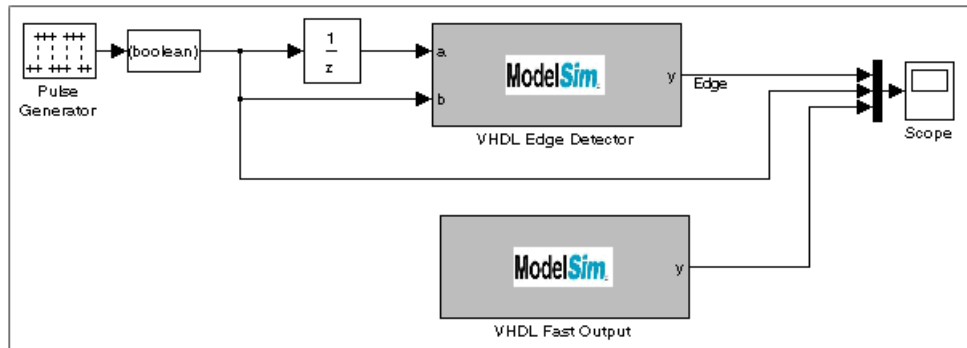 Pulse
Generator
(boolean)
1
z
a
b
ModelSim
y
VHDL Edge Detector
Edge
Scope
ModelSim
y
VHDL Fast Output